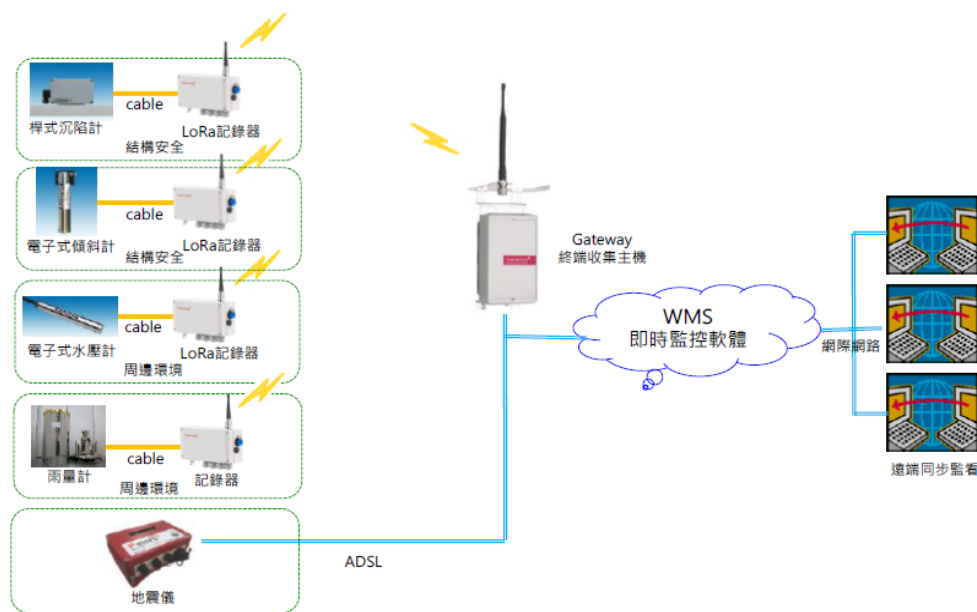 cable
桿式沉陷計
LoRa記錄器
結構安全
cable
電子式傾斜計
LoRa記錄器
結構安全
cable
電子式水壓計
LoRa記錄器
周邊環境
cable
雨量計
記錄器
周邊環境
地震儀
ADSL
Gateway
終端收集主機
WMS
即時監控軟體
網際網路
遠端同步監看